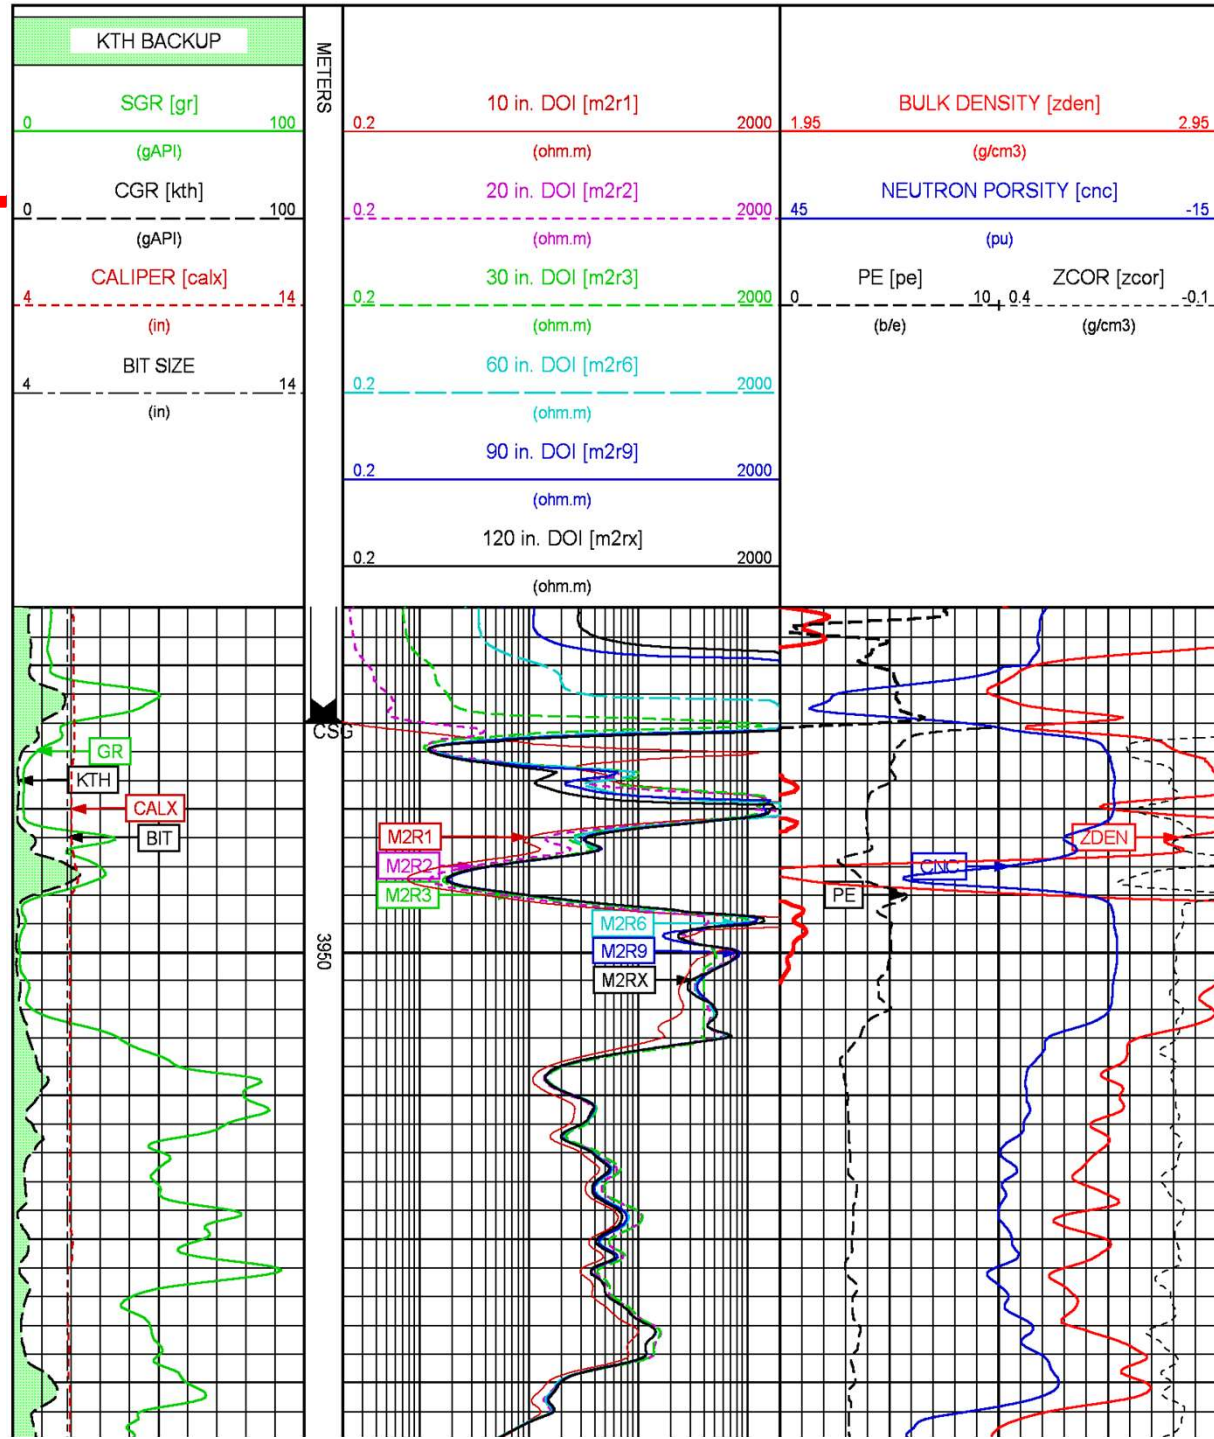 KTH BACKUP
SGR [gr]
0 100
(gAPI)
CGR [kth]
0 100
(gAPI)
CALIPER [calx]
4 14
(in)
BIT SIZE
4 14
(in)
METERS
10 in. DOI [m2r1]
0.2 2000
(ohm.m)
20 in. DOI [m2r2]
0.2 2000
(ohm.m)
30 in. DOI [m2r3]
0.2 2000
(ohm.m)
60 in. DOI [m2r6]
0.2 2000
(ohm.m)
90 in. DOI [m2r9]
0.2 2000
(ohm.m)
120 in. DOI [m2rx]
0.2 2000
(ohm.m)
BULK DENSITY [zden]
1.95 2.95
(g/cm3)
NEUTRON PORSITY [cnc]
45 -15
(pu)
PE [pe]
0 10
(b/e)
ZCOR [zcor]
0.4 -0.1
(g/cm3)
CSG
GR
KTH
CALX
BIT
3950
M2R1
M2R2
M2R3
M2R6
M2R9
M2RX
ZDEN
CNC
PE